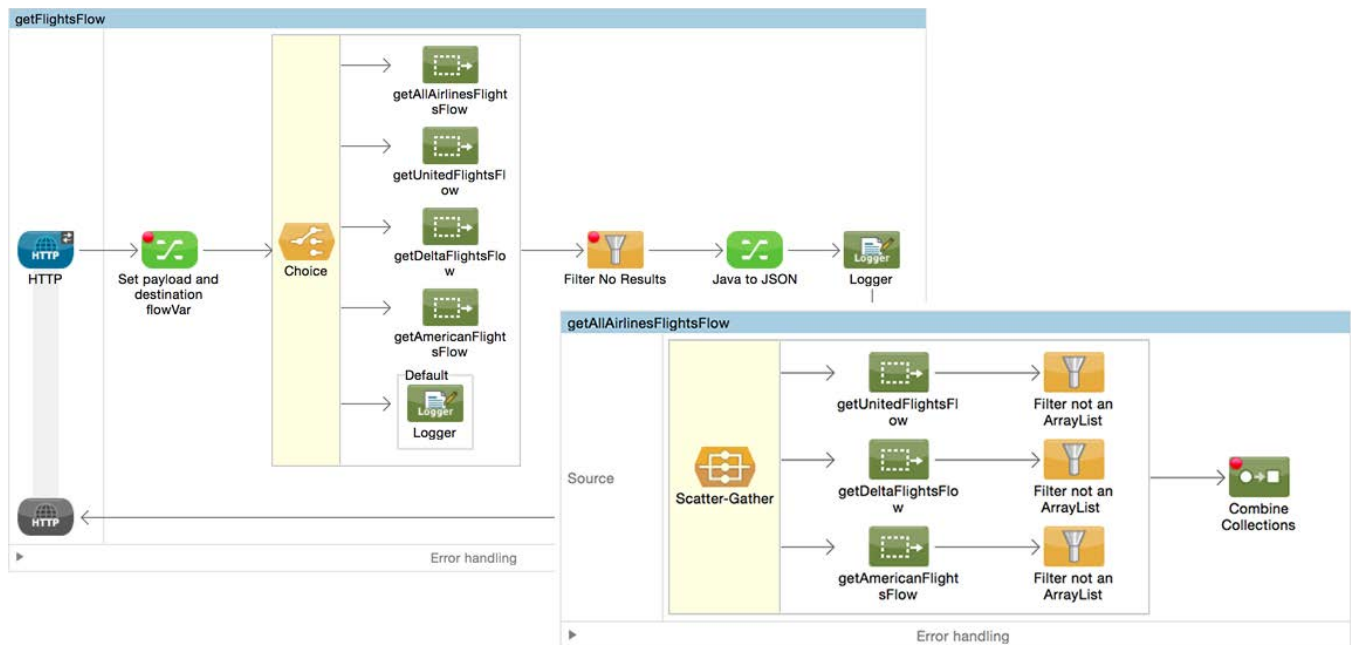 getFlightsFlow
getAllAirlinesFlight
sFlow
getUnitedFlightsFl
ow
getDeltaFlightsFlo
w
getAmericanFlight
sFlow
Default
Logger
Logger
HTTP
HTTP
Set payload and
destination
flowVar
Choice
Filter No Results
Java to JSON
Logger
Logger
HTTP
Error handling
getAllAirlinesFlightsFlow
Source
Scatter-Gather
getUnitedFlightsFl
ow
Filter not an
ArrayList
getDeltaFlightsFlo
w
Filter not an
ArrayList
getAmericanFlight
sFlow
Filter not an
ArrayList
Combine
Collections
Error handling